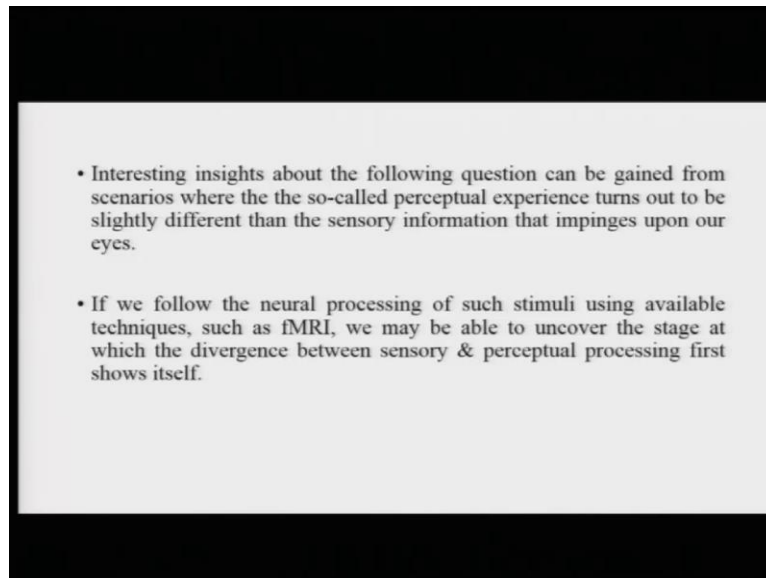 • Interesting insights about the following question can be gained from
scenarios where the the so-called perceptual experience turns out to be
slightly different than the sensory information that impinges upon our
eyes.
• If we follow the neural processing of such stimuli using available
techniques, such as fMRI, we may be able to uncover the stage at
which the divergence between sensory & perceptual processing first
shows itself.